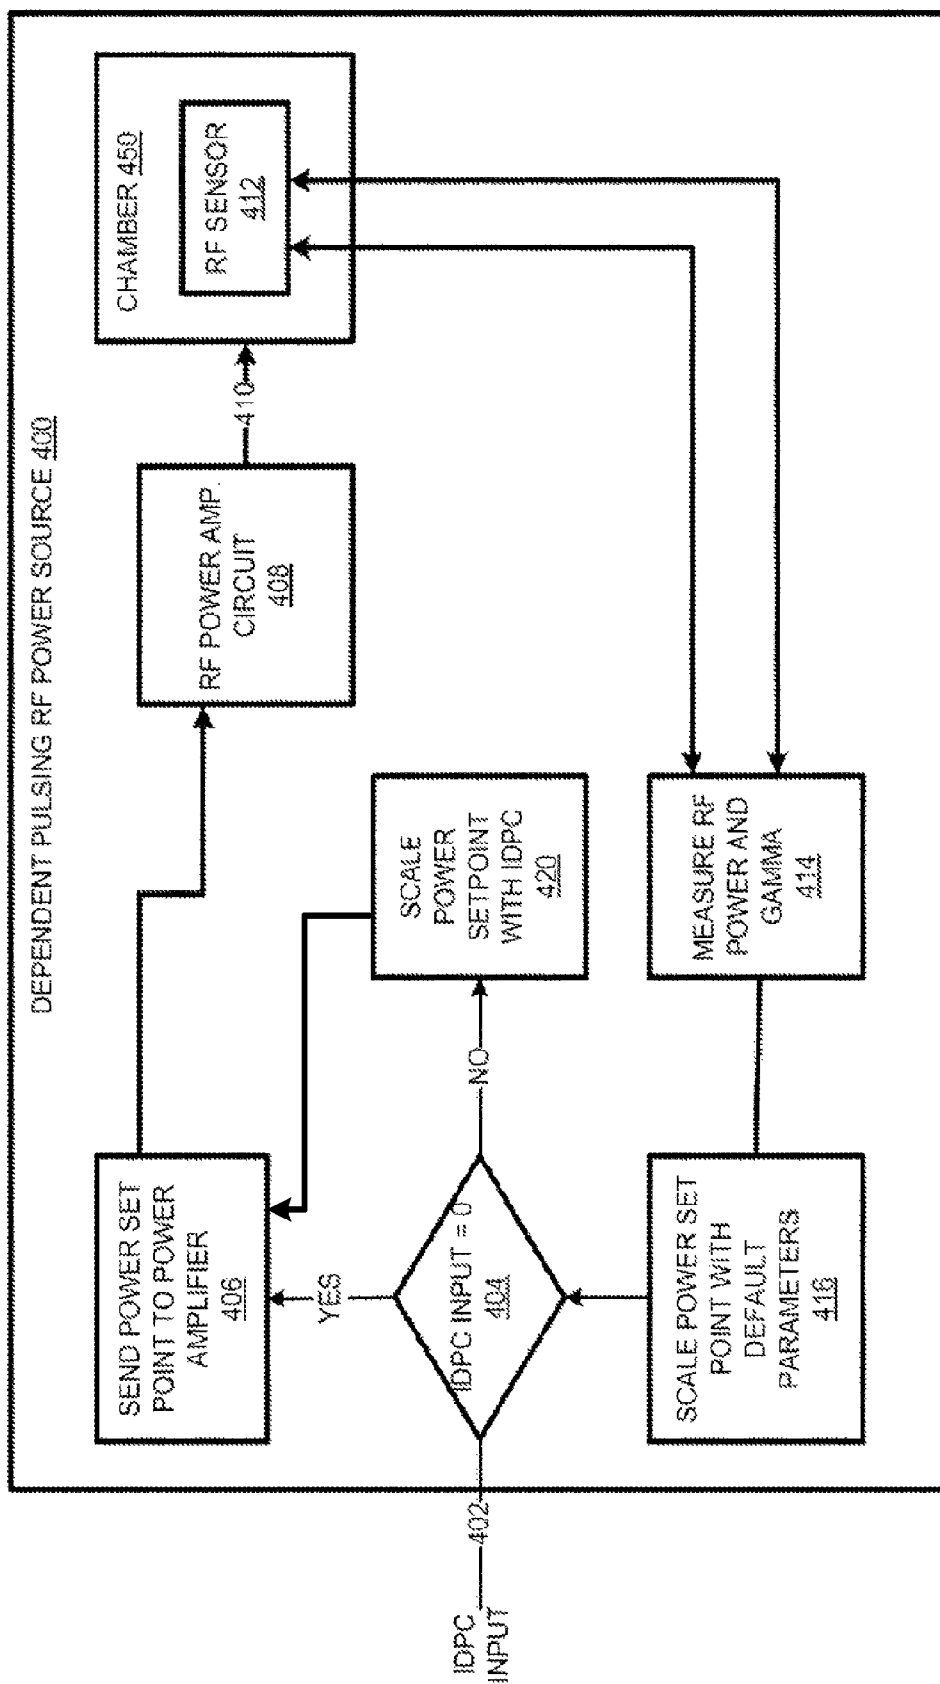 DEPENDENT PULSING RF POWER SOURCE 400
SEND POWER SET
POINT TO POWER
AMPLIFIER
406
RF POWER AMP.
CIRCUIT
408
410
CHAMBER 450
RF SENSOR
412
YES
IDPC
INPUT
402
IDPC INPUT = 0
404
NO
SCALE
POWER
SETPOINT
WITH IDPC
420
SCALE POWER SET
POINT WITH
DEFAULT
PARAMETERS
416
MEASURE RF
POWER AND
GAMMA
414